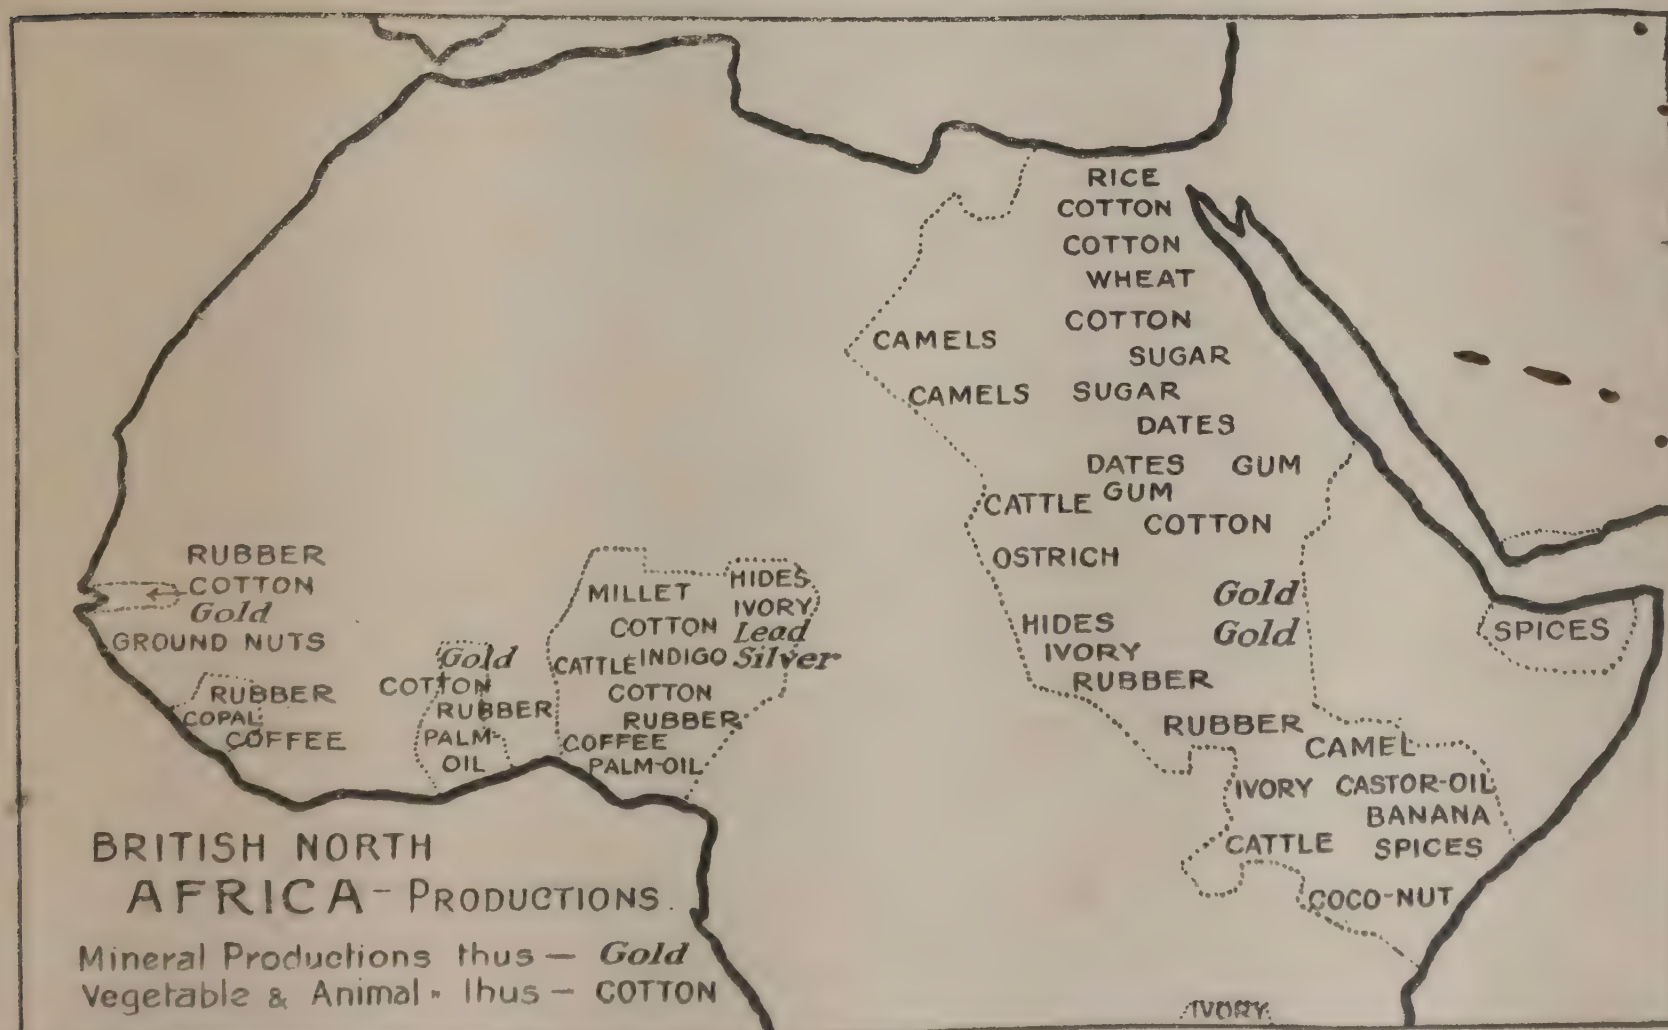 RICE
COTTON
COTTON
WHEAT
COTTON
CAMELS
SUGAR
CAMELS SUGAR
DATES
DATES GUM
CATTLE GUM
COTTON
OSTRICH
Gold
HIDES Gold
IVORY
RUBBER
RUBBER
CAMEL
IVORY CASTOR-OIL
BANANA
CATTLE SPICES
COCO-NUT
IVORY
SPICES
RUBBER
COTTON
Gold
GROUND NUTS
RUBBER
COPAL
COFFEE
Gold
COTTON
RUBBER
PALM-
OIL
MILLET HIDES
IVORY
COTTON Lead
CATTLE INDIGO Silver
COTTON
RUBBER
COFFEE
PALM-OIL
BRITISH NORTH
AFRICA - PRODUCTIONS.
Mineral Productions thus — Gold
Vegetable & Animal " thus — COTTON